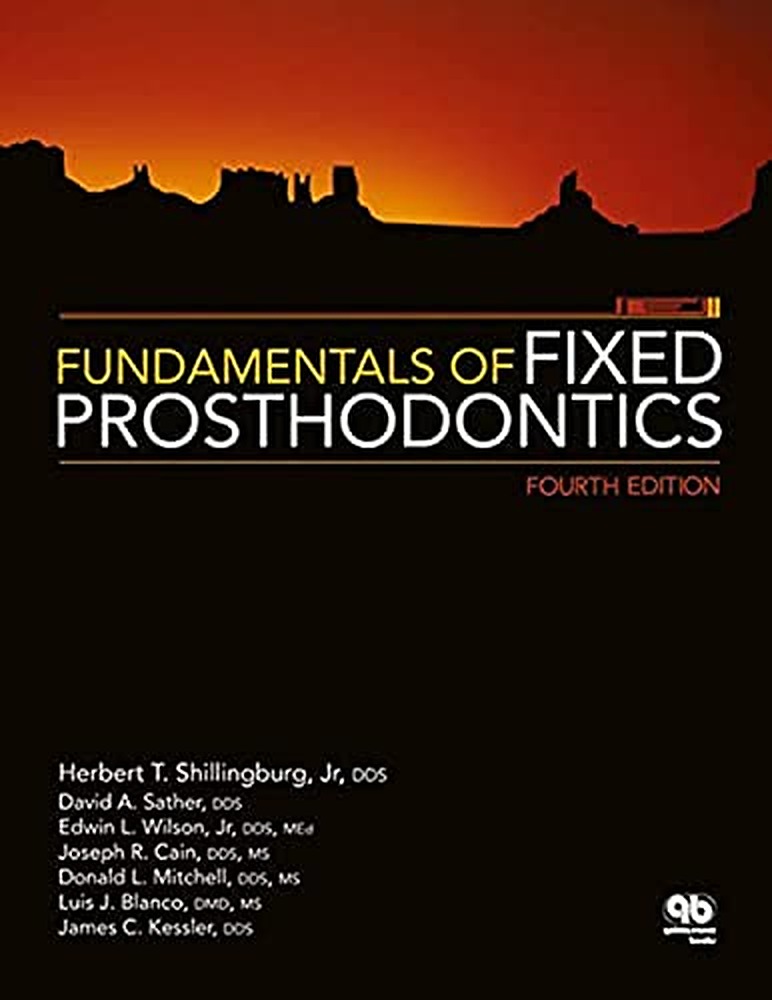 FUNDAMENTALS OF FIXED
PROSTHODONTICS
FOURTH EDITION
Herbert T. Shillingburg, Jr, DDS
David A. Sather, DDS
Edwin L. Wilson, Jr, DDS, MEd
Joseph R. Cain, DDS, MS
Donald L. Mitchell, DDS, MS
Luis J. Blanco, DMD, MS
James C. Kessler, DDS